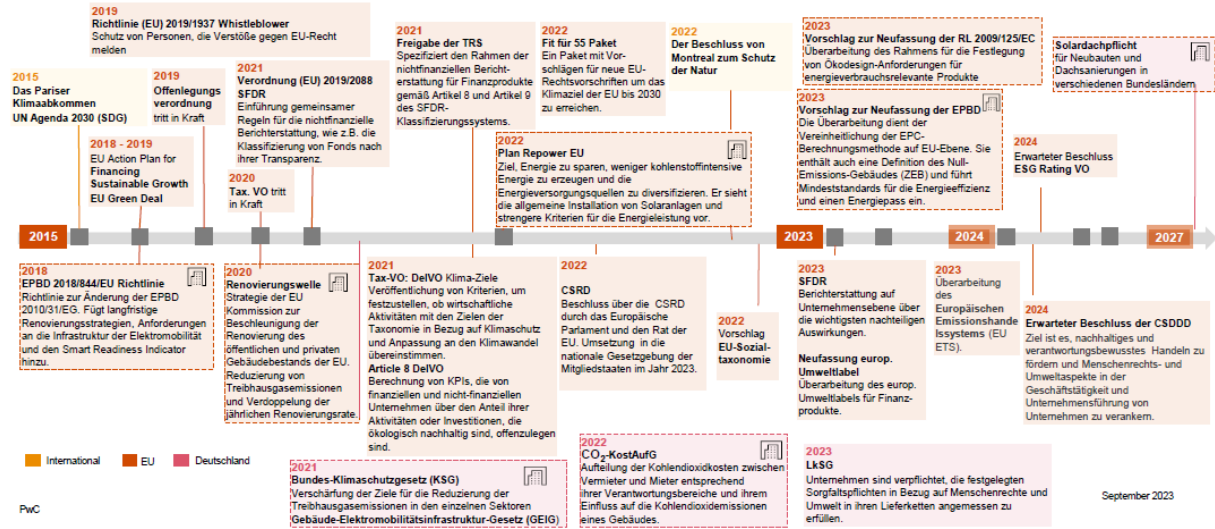 2019
Richtlinie (EU) 2019/1937 Whistleblower
Schutz von Personen, die Verstöße gegen EU-Recht
melden
2015
Das Pariser
Klimaabkommen
UN Agenda 2030 (SDG)
2019
Offenlegungs
verordnung
tritt in Kraft
2018 - 2019
EU Action Plan for
Financing
Sustainable Growth
EU Green Deal
2021
Verordnung (EU) 2019/2088
SFDR
Einführung gemeinsamer
Regeln für die nichtfinanzielle
Berichterstattung, wie z.B. die
Klassifizierung von Fonds nach
ihrer Transparenz.
2020
Tax. VO tritt
in Kraft
2021
Freigabe der TRS
Spezifiziert den Rahmen der
nichtfinanziellen Bericht-
erstattung für Finanzprodukte
gemäß Artikel 8 und Artikel 9
des SFDR-
Klassifizierungssystems.
2022
Fit für 55 Paket
Ein Paket mit Vor-
schlägen für neue EU-
Rechtsvorschriften um das
Klimaziel der EU bis 2030
zu erreichen.
2022
Der Beschluss von
Montreal zum Schutz
der Natur
2022
Plan Repower EU
Ziel, Energie zu sparen, weniger kohlenstoffintensive
Energie zu erzeugen und die
Energieversorgungsquellen zu diversifizieren. Er sieht
die allgemeine Installation von Solaranlagen und
strengere Kriterien für die Energieleistung vor.
2023
Vorschlag zur Neufassung der RL 2009/125/EC
Überarbeitung des Rahmens für die Festlegung
von Ökodesign-Anforderungen für
energieverbrauchsrelevante Produkte
2023
Vorschlag zur Neufassung der EPBD
Die Überarbeitung dient der
Vereinheitlichung der EPC-
Berechnungsmethode auf EU-Ebene. Sie
enthält auch eine Definition des Null-
Emissions-Gebäudes (ZEB) und führt
Mindeststandards für die Energieeffizienz
und einen Energiepass ein.
Solardachpflicht
für Neubauten und
Dachsanierungen in
verschiedenen Bundesländern
2024
Erwarteter Beschluss
ESG Rating VO
2015
2023
2024
2027
2018
EPBD 2018/844/EU Richtlinie
Richtlinie zur Änderung der EPBD
2010/31/EG. Fügt langfristige
Renovierungsstrategien, Anforderungen
an die Infrastruktur der Elektromobilität
und den Smart Readiness Indicator
hinzu.
2020
Renovierungswelle
Strategie der EU
Kommission zur
Beschleunigung der
Renovierung des
öffentlichen und privaten
Gebäudebestands der EU.
Reduzierung von
Treibhausgasemissionen
und Verdoppelung der
jährlichen Renovierungsrate.
2021
Tax-VO: DelVO Klima-Ziele
Veröffentlichung von Kriterien, um
festzustellen, ob wirtschaftliche
Aktivitäten mit den Zielen der
Taxonomie in Bezug auf Klimaschutz
und Anpassung an den Klimawandel
übereinstimmen.
Article 8 DelVO
Berechnung von KPIs, die von
finanziellen und nicht-finanziellen
Unternehmen über den Anteil ihrer
Aktivitäten oder Investitionen, die
ökologisch nachhaltig sind, offenzulegen
sind.
2022
CSRD
Beschluss über die CSRD
durch das Europäische
Parlament und den Rat der
EU. Umsetzung in die
nationale Gesetzgebung der
Mitgliedstaaten im Jahr 2023.
2022
Vorschlag
EU-Sozial-
taxonomie
2023
SFDR
Berichterstattung auf
Unternehmensebene über
die wichtigsten nachteiligen
Auswirkungen.
Neufassung europ.
Umweltlabel
Überarbeitung des europ.
Umweltlabels für Finanz-
produkte.
2023
Überarbeitung
des
Europäischen
Emissionshande
lssystems (EU
ETS).
2024
Erwarteter Beschluss der CSDDD
Ziel ist es, nachhaltiges und
verantwortungsbewusstes Handeln zu
fördern und Menschenrechts- und
Umweltaspekte in der
Geschäftstätigkeit und
Unternehmensführung von
Unternehmen zu verankern.
International
EU
Deutschland
2021
Bundes-Klimaschutzgesetz (KSG)
Verschärfung der Ziele für die Reduzierung der
Treibhausgasemissionen in den einzelnen Sektoren
Gebäude-Elektromobilitätsinfrastruktur-Gesetz (GEIG)
2022
CO₂-KostAufG
Aufteilung der Kohlendioxidkosten zwischen
Vermieter und Mieter entsprechend
ihrer Verantwortungsbereiche und ihrem
Einfluss auf die Kohlendioxidemissionen
eines Gebäudes.
2023
LkSG
Unternehmen sind verpflichtet, die festgelegten
Sorgfaltspflichten in Bezug auf Menschenrechte und
Umwelt in ihren Lieferketten angemessen zu
erfüllen.
PwC
September 2023